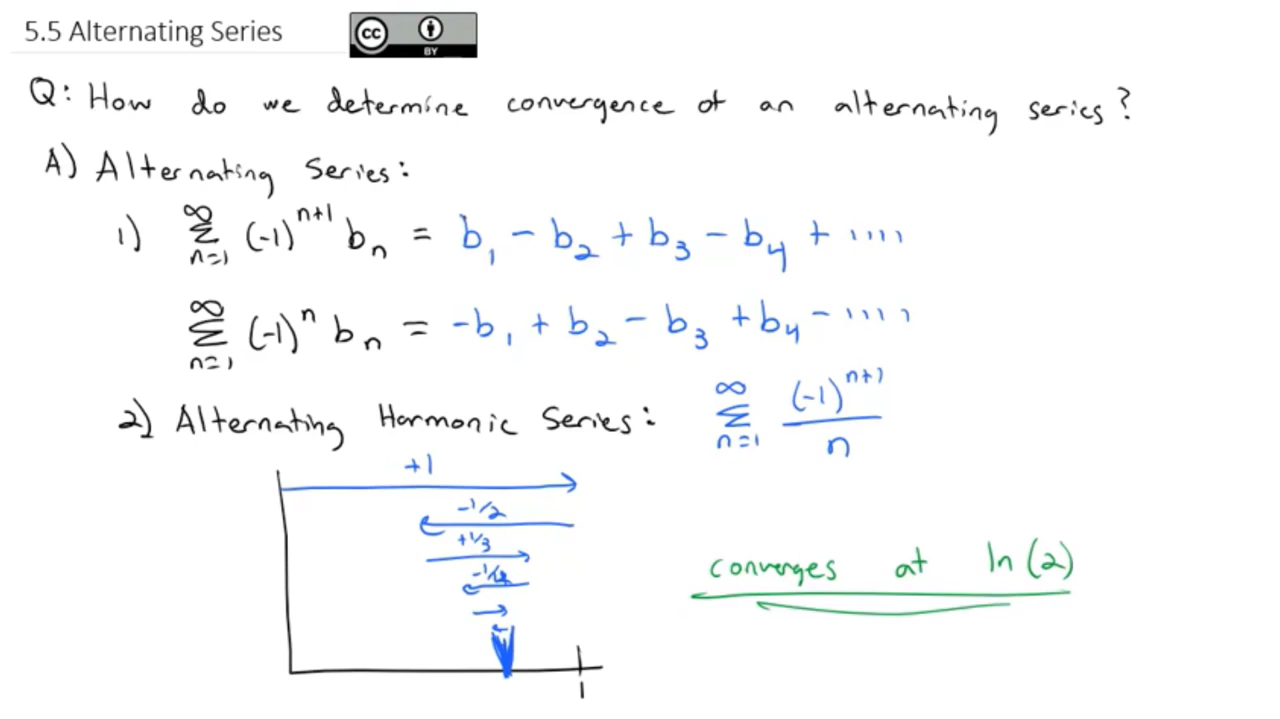 5.5 Alternating Series
cc BY
Q: How do we determine convergence of an alternating series?
A) Alternating Series:
1) ∞ Σ n=1 (-1)^{n+1} b_n = b_1 - b_2 + b_3 - b_4 + ....
∞ Σ n=1 (-1)^n b_n = -b_1 + b_2 - b_3 + b_4 - ....
2) Alternating Harmonic Series: ∞ Σ n=1 (-1)^{n+1} / n
+1
-1/2
+1/3
-1/4
converges at ln(2)
1